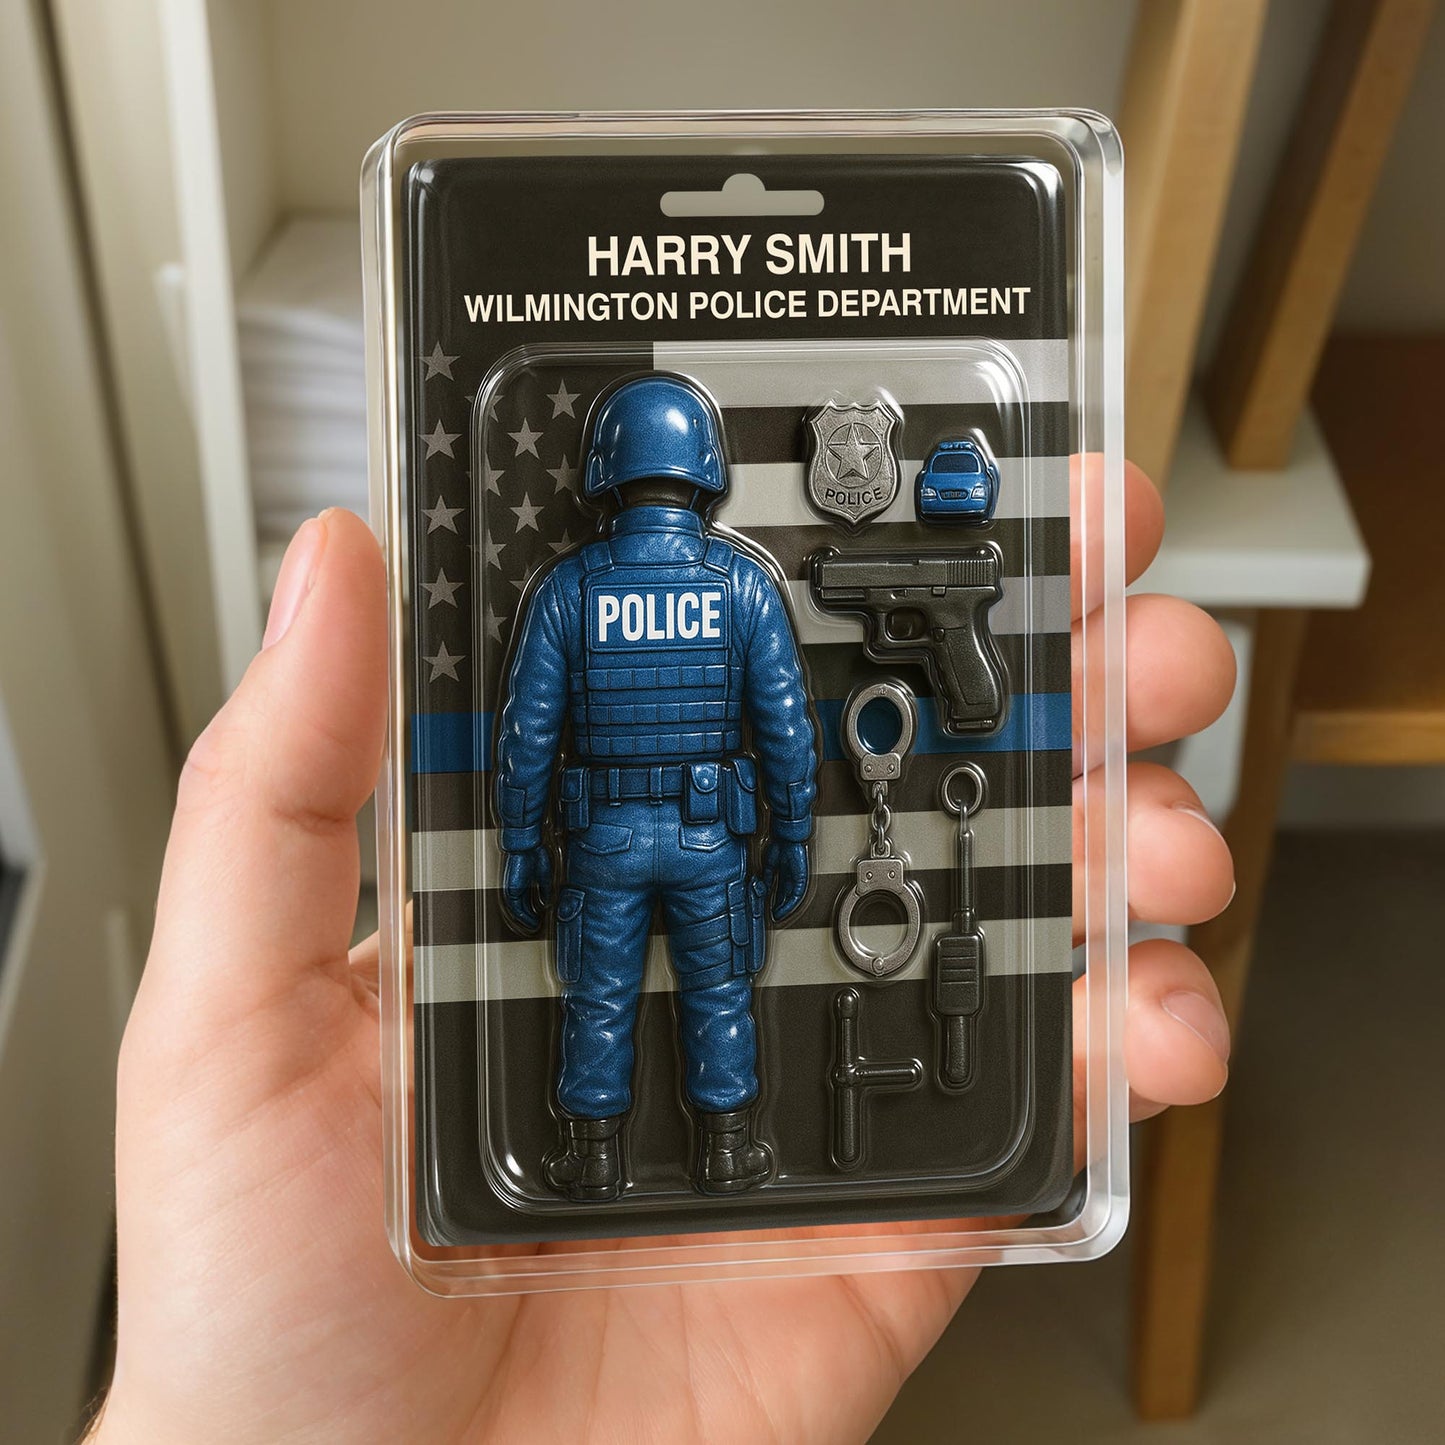 HARRY SMITH
WILMINGTON POLICE DEPARTMENT
POLICE
POLICE